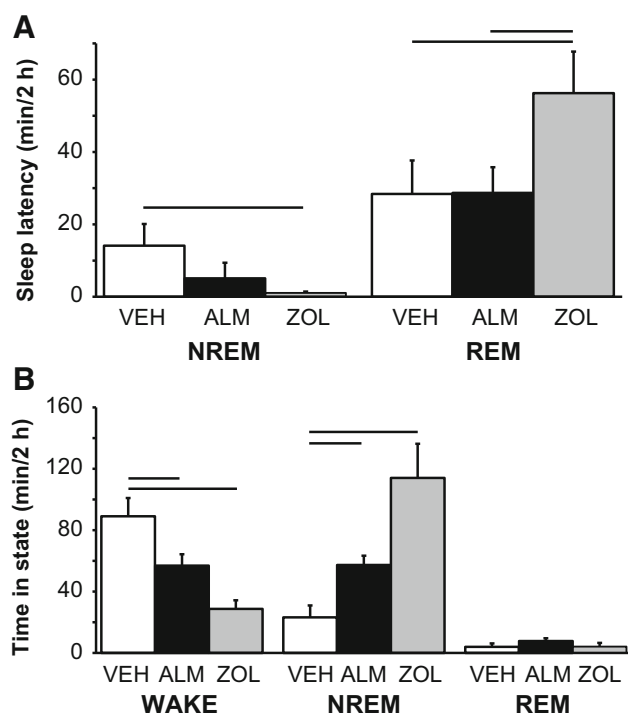 A
Sleep latency (min/2 h)
60
40
20
0
VEH ALM ZOL VEH ALM ZOL
NREM REM
B
Time in state (min/2 h)
160
120
80
40
0
VEH ALM ZOL VEH ALM ZOL VEH ALM ZOL
WAKE NREM REM